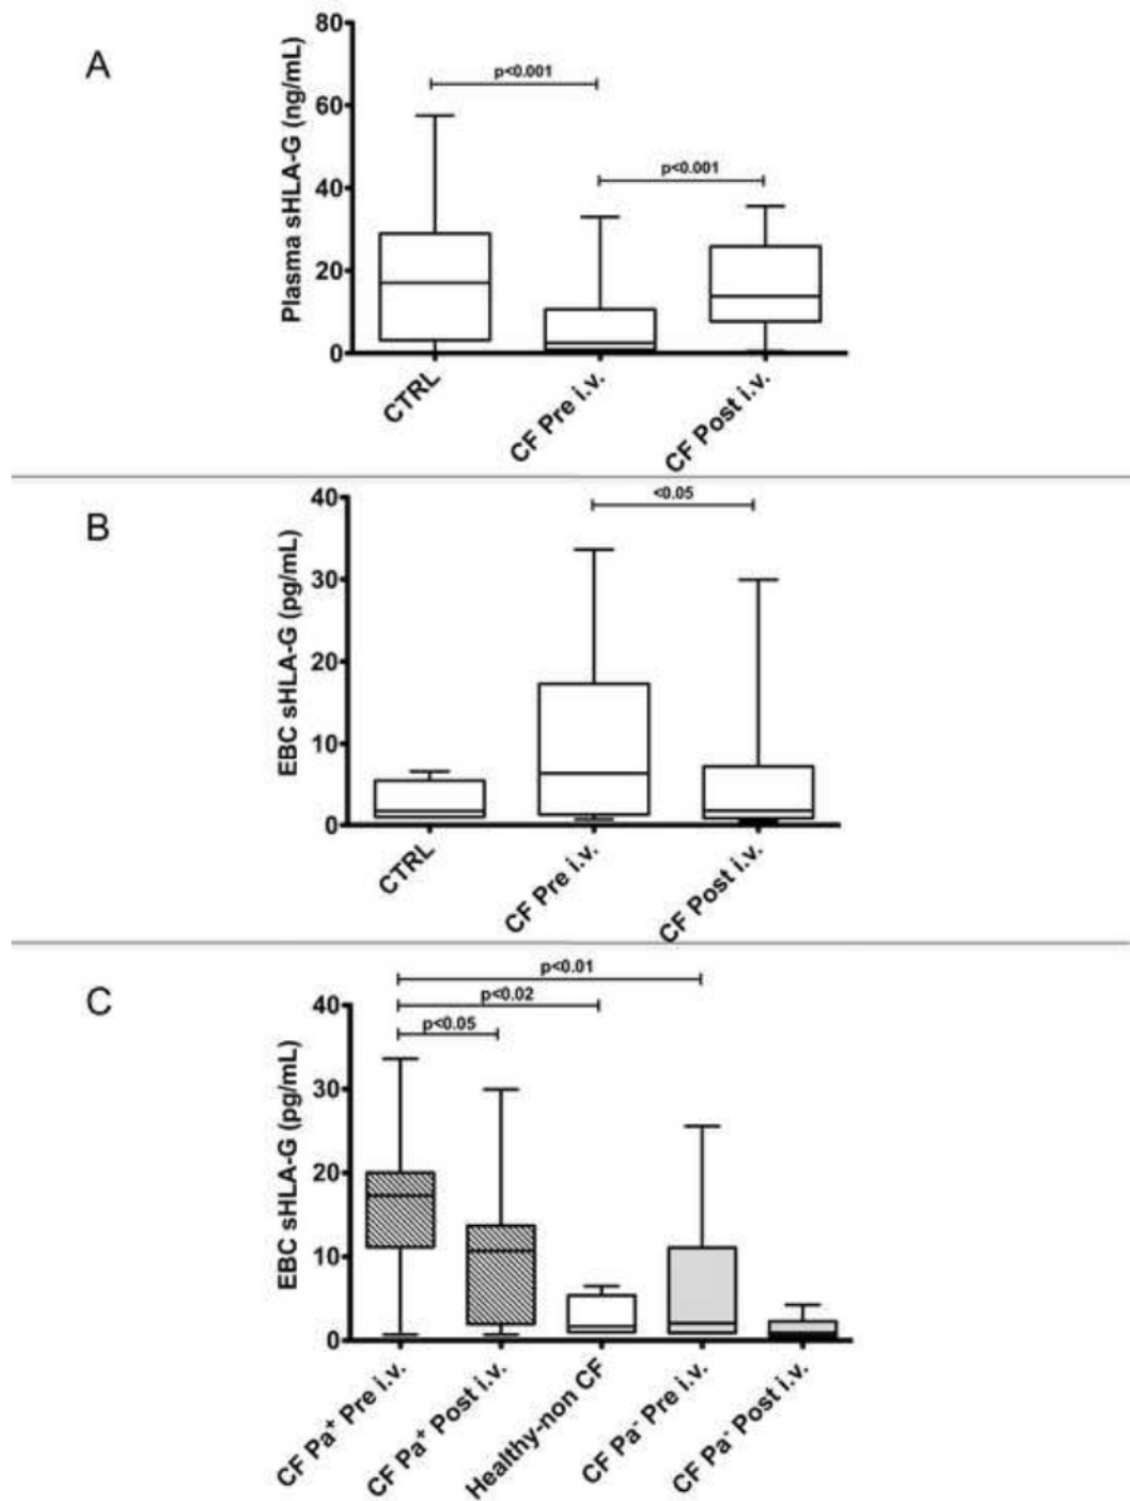 A
Plasma sHLA-G (ng/mL)
80
60
40
20
0
p<0.001
p<0.001
CTRL
CF Pre i.v.
CF Post i.v.
B
EBC sHLA-G (pg/mL)
40
30
20
10
0
<0.05
CTRL
CF Pre i.v.
CF Post i.v.
C
EBC sHLA-G (pg/mL)
40
30
20
10
0
p<0.01
p<0.02
p<0.05
CF Pa⁺ Pre i.v.
CF Pa⁺ Post i.v.
Healthy-non CF
CF Pa⁻ Pre i.v.
CF Pa⁻ Post i.v.